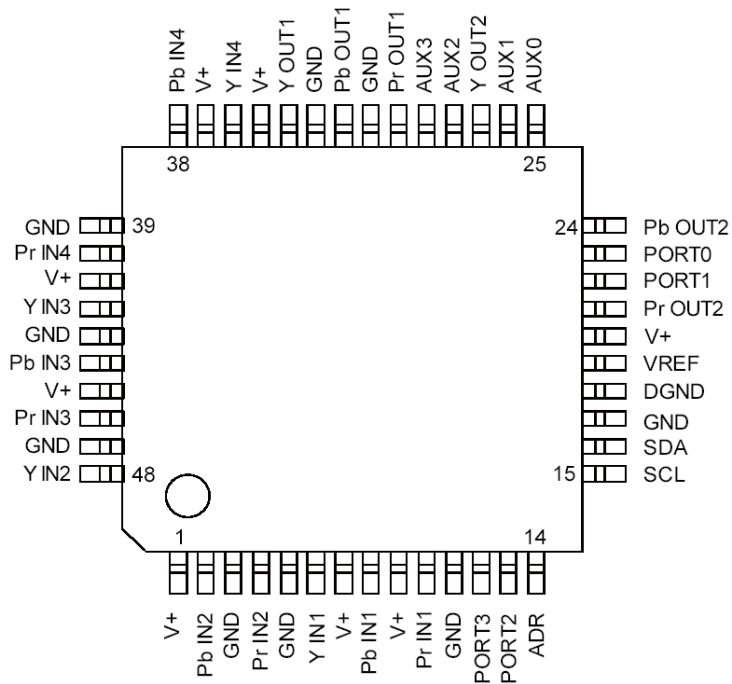 Pb IN4
V+
Y IN4
V+
Y OUT1
GND
Pb OUT1
GND
Pr OUT1
AUX3
AUX2
Y OUT2
AUX1
AUX0
38
25
GND
39
24
Pb OUT2
Pr IN4
PORT0
V+
PORT1
Y IN3
Pr OUT2
GND
V+
Pb IN3
VREF
V+
DGND
Pr IN3
GND
GND
SDA
Y IN2
48
15
SCL
1
14
V+
Pb IN2
GND
Pr IN2
GND
Y IN1
V+
Pb IN1
V+
Pr IN1
GND
PORT3
PORT2
ADR